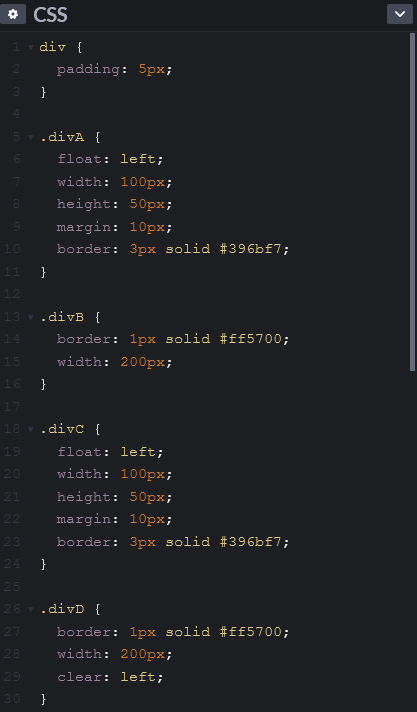 CSS
1 div {
2 padding: 5px;
3 }
4
5 .divA {
6 float: left;
7 width: 100px;
8 height: 50px;
9 margin: 10px;
10 border: 3px solid #396bf7;
11 }
12
13 .divB {
14 border: 1px solid #ff5700;
15 width: 200px;
16 }
17
18 .divC {
19 float: left;
20 width: 100px;
21 height: 50px;
22 margin: 10px;
23 border: 3px solid #396bf7;
24 }
25
26 .divD {
27 border: 1px solid #ff5700;
28 width: 200px;
29 clear: left;
30 }